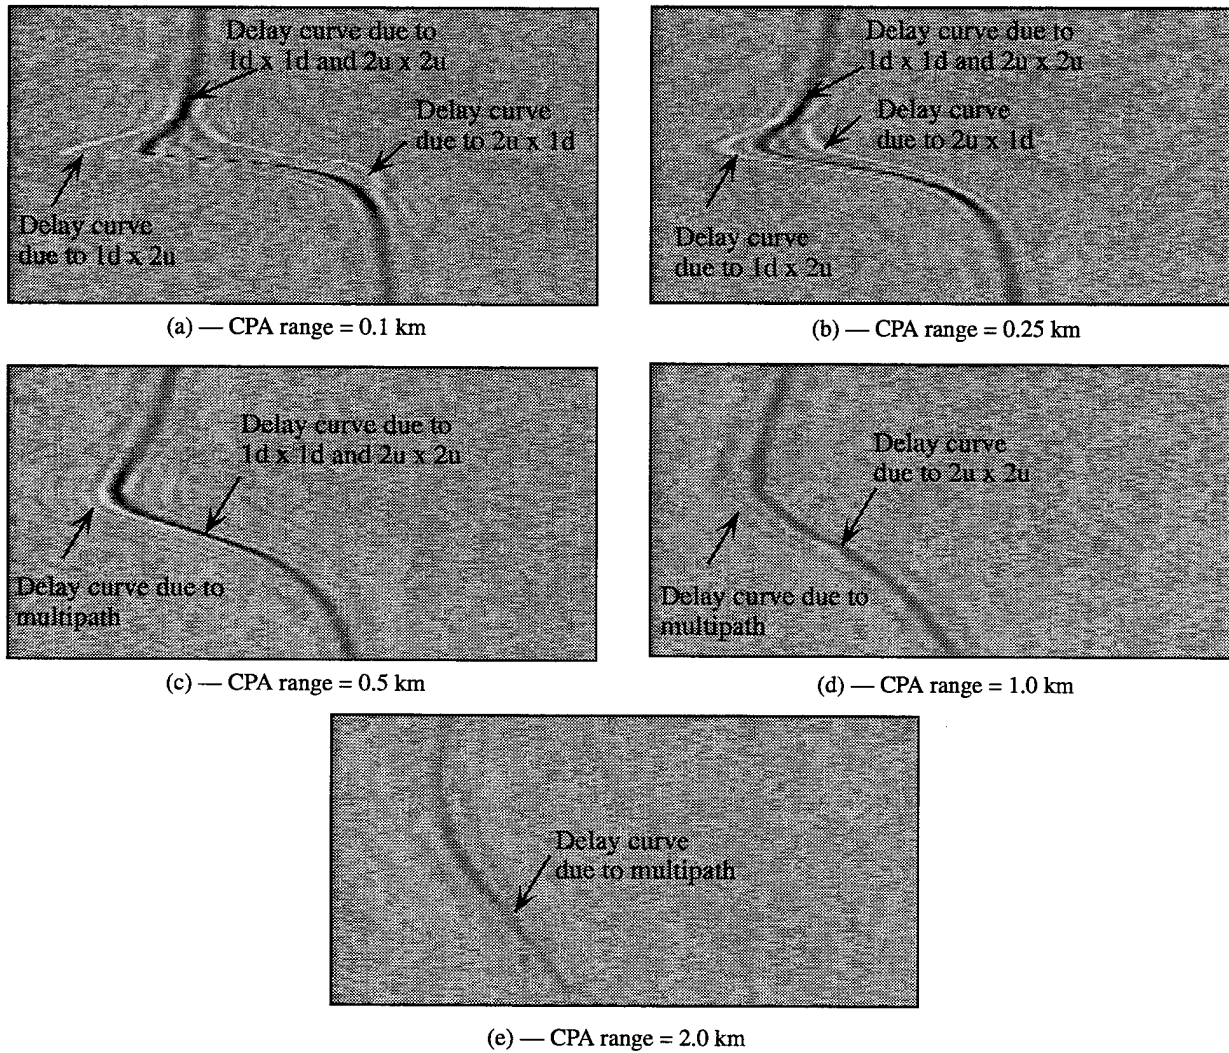 Delay curve due to
1d x 1d and 2u x 2u
Delay curve
due to 2u x 1d
Delay curve
due to 1d x 2u
(a) — CPA range = 0.1 km
Delay curve due to
1d x 1d and 2u x 2u
Delay curve
due to 2u x 1d
Delay curve
due to 1d x 2u
(b) — CPA range = 0.25 km
Delay curve due to
1d x 1d and 2u x 2u
Delay curve due to
multipath
(c) — CPA range = 0.5 km
Delay curve
due to 2u x 2u
Delay curve due to
multipath
(d) — CPA range = 1.0 km
Delay curve
due to multipath
(e) — CPA range = 2.0 km